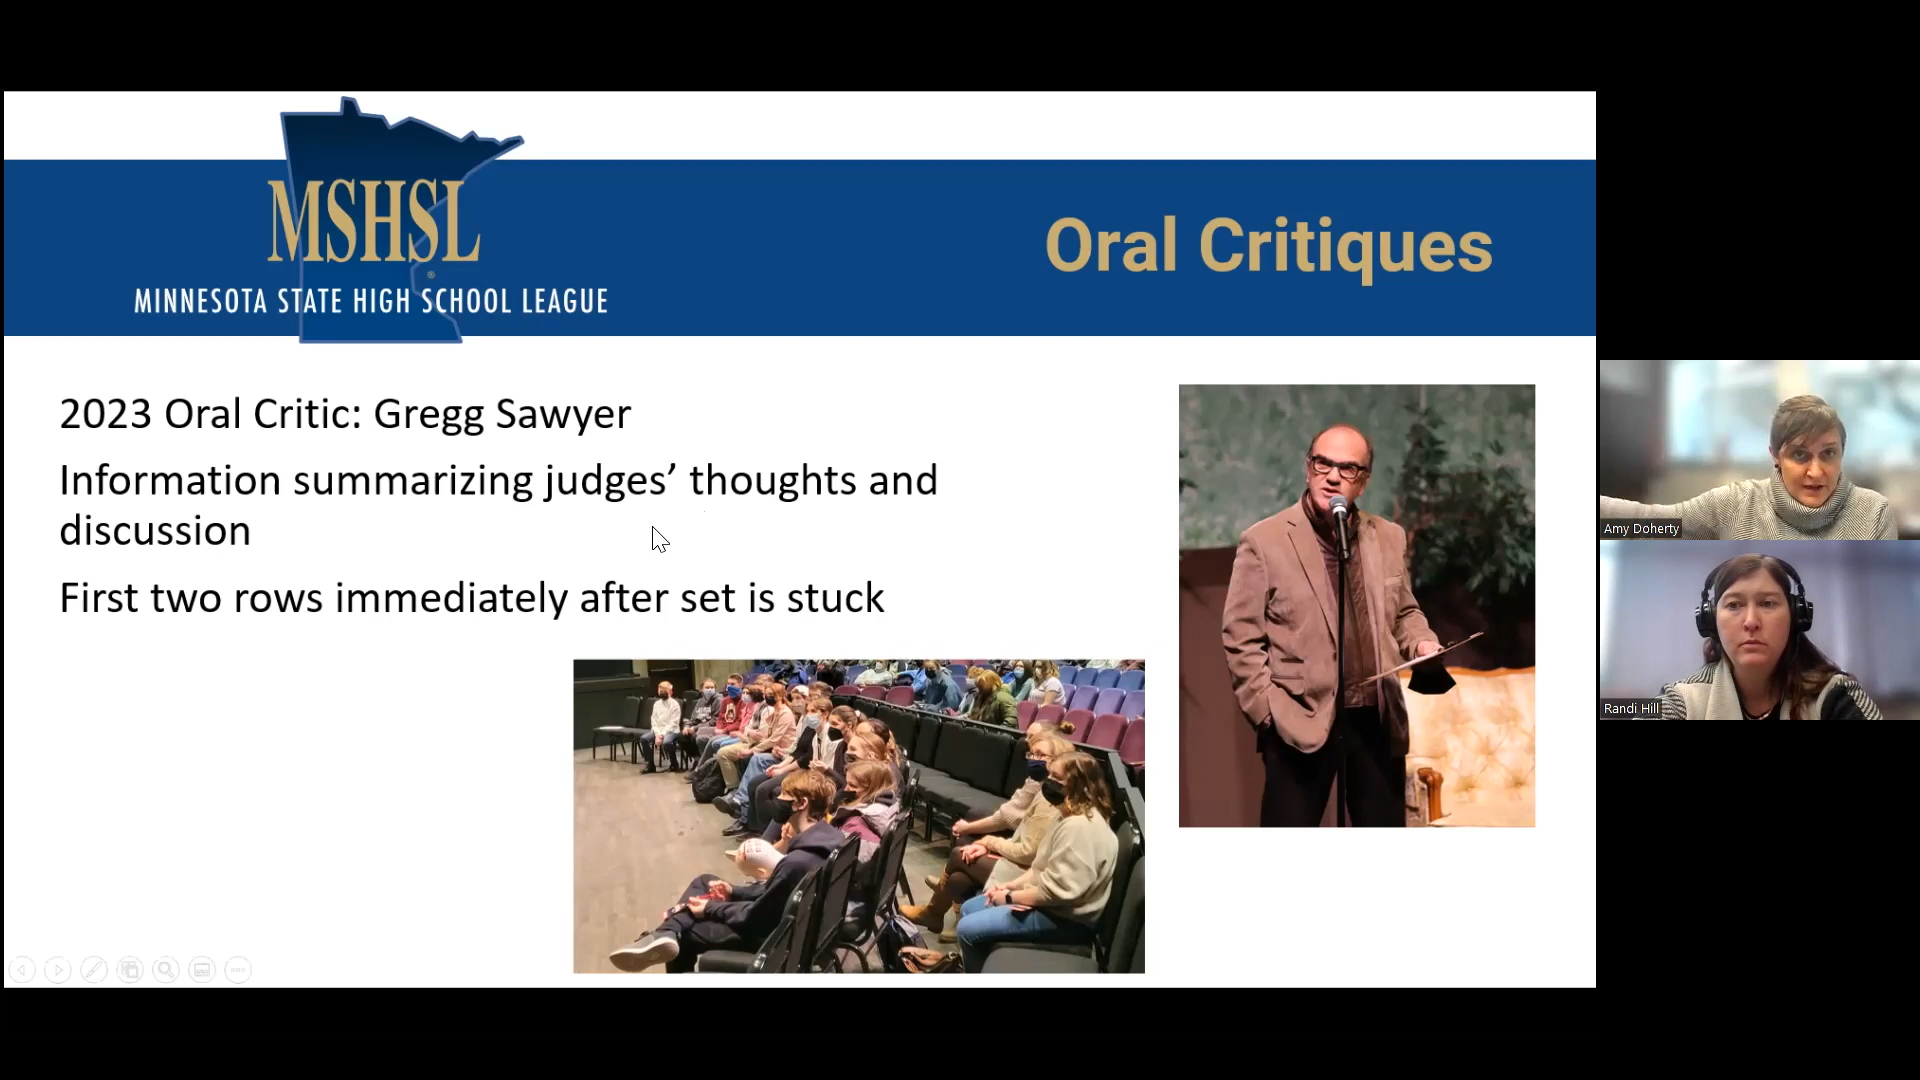 MSHSL
®
MINNESOTA STATE HIGH SCHOOL LEAGUE
Oral Critiques
2023 Oral Critic: Gregg Sawyer
Information summarizing judges’ thoughts and
discussion
First two rows immediately after set is stuck
Amy Doherty
Randi Hill